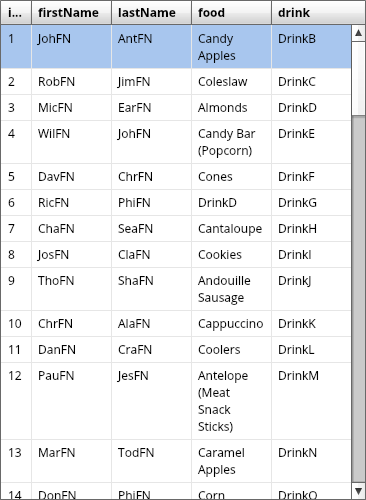 i... firstName lastName food drink
1 JohFN AntFN Candy DrinkB
Apples
2 RobFN JimFN Coleslaw DrinkC
3 MicFN EarFN Almonds DrinkD
4 WilFN JohFN Candy Bar DrinkE
(Popcorn)
5 DavFN ChrFN Cones DrinkF
6 RicFN PhiFN DrinkD DrinkG
7 ChaFN SeaFN Cantaloupe DrinkH
8 JosFN ClaFN Cookies DrinkI
9 ThoFN ShaFN Andouille DrinkJ
Sausage
10 ChrFN AlaFN Cappuccino DrinkK
11 DanFN CraFN Coolers DrinkL
12 PauFN JesFN Antelope DrinkM
(Meat
Snack
Sticks)
13 MarFN TodFN Caramel DrinkN
Apples
14 DonFN PhiFN Corn DrinkO